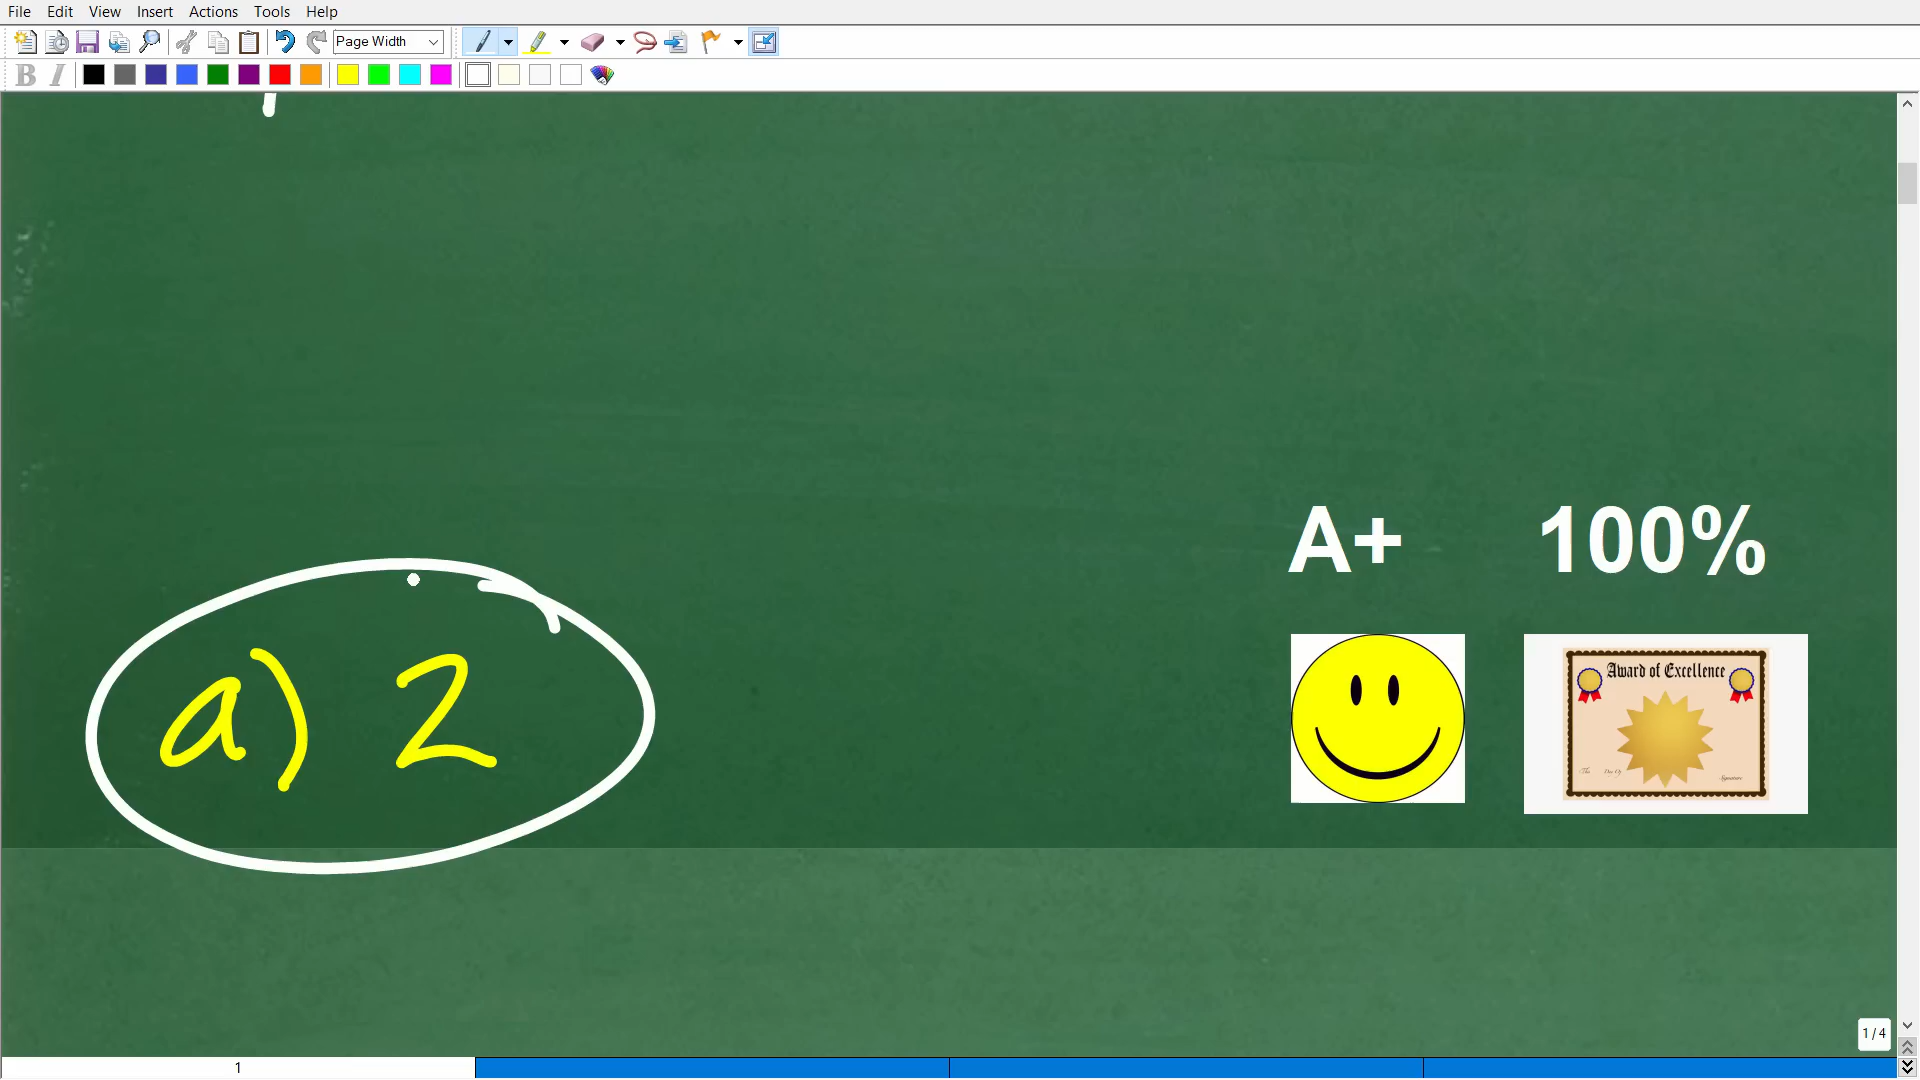 File Edit View Insert Actions Tools Help
Page Width
B I
A+ 100%
a) 2
Award of Excellence
1 / 4
1